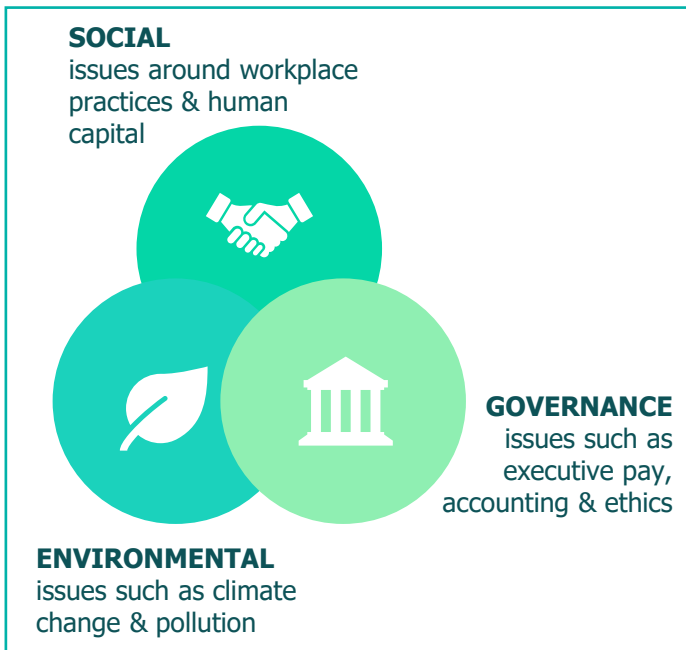 SOCIAL
issues around workplace
practices & human
capital
GOVERNANCE
issues such as
executive pay,
accounting & ethics
ENVIRONMENTAL
issues such as climate
change & pollution